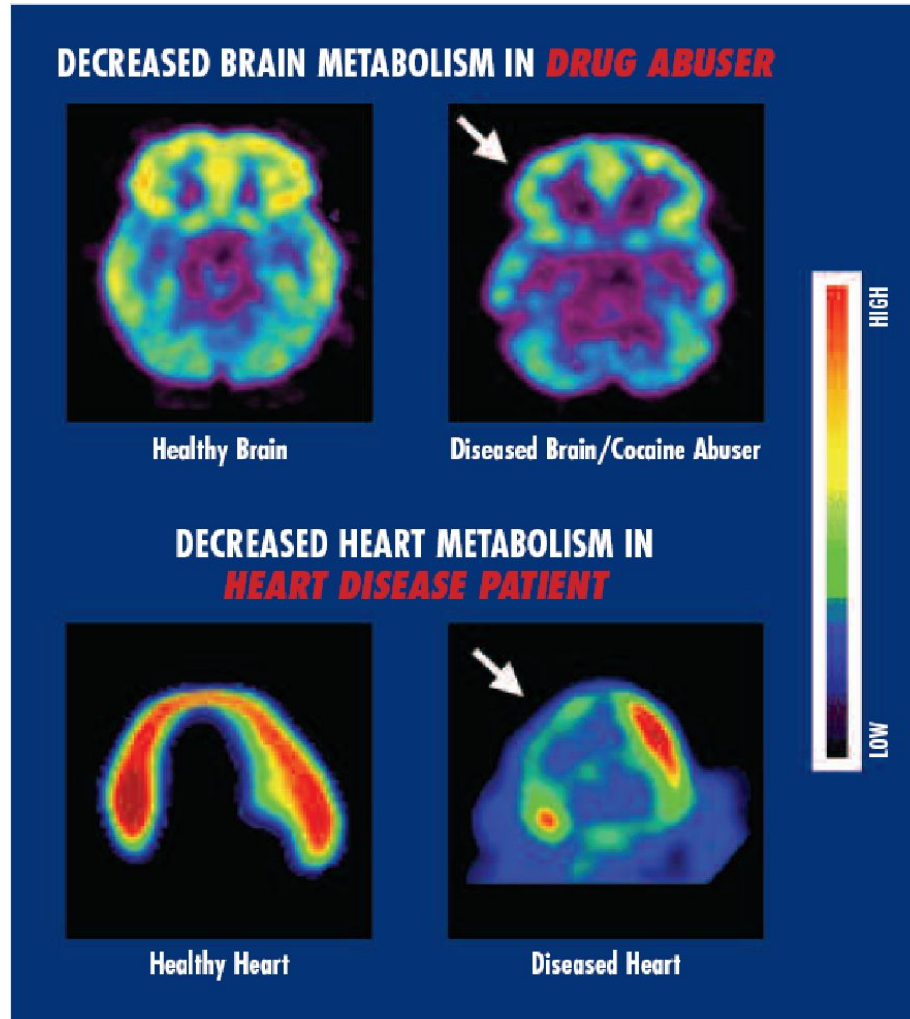 DECREASED BRAIN METABOLISM IN DRUG ABUSER
Healthy Brain
Diseased Brain/Cocaine Abuser
HIGH
LOW
DECREASED HEART METABOLISM IN
HEART DISEASE PATIENT
Healthy Heart
Diseased Heart